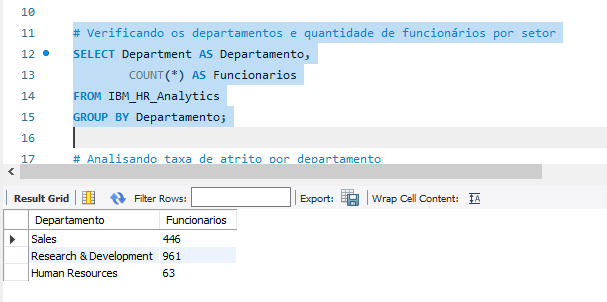 10
11 # Verificando os departamentos e quantidade de funcionários por setor
12 SELECT Department AS Departamento,
13 COUNT(*) AS Funcionarios
14 FROM IBM_HR_Analytics
15 GROUP BY Departamento;
16
17 # Analisando taxa de atrito por departamento
Result Grid Filter Rows: Export: Wrap Cell Content: IA
Departamento Funcionarios
Sales 446
Research & Development 961
Human Resources 63